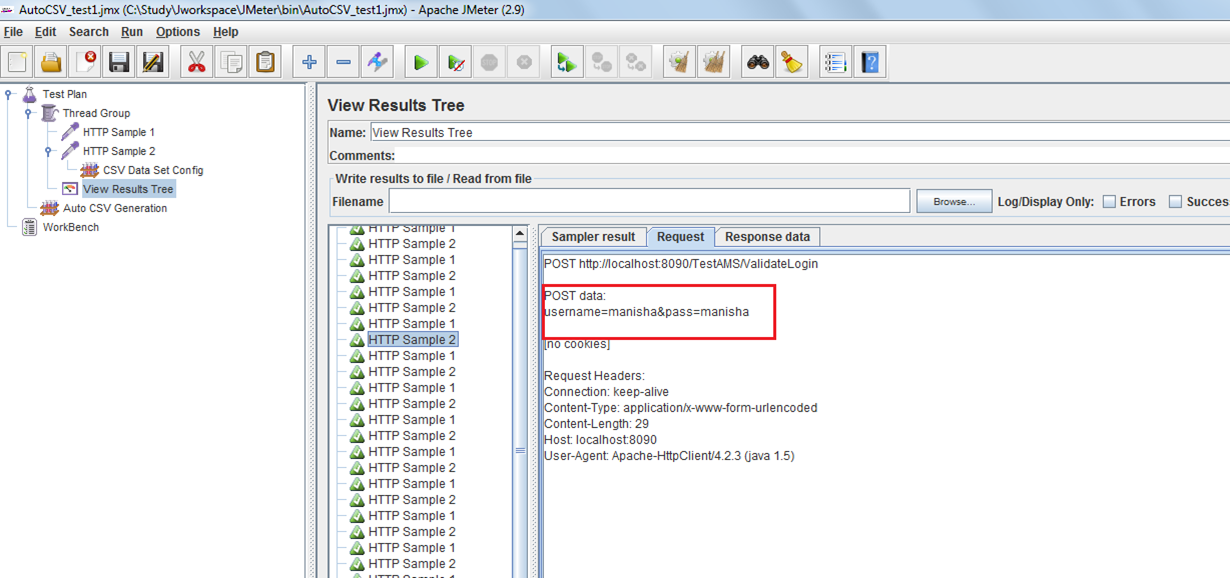 AutoCSV_test1.jmx (C:\Study\Jworkspace\JMeter\bin\AutoCSV_test1.jmx) - Apache JMeter (2.9)
File Edit Search Run Options Help
Test Plan
Thread Group
HTTP Sample 1
HTTP Sample 2
CSV Data Set Config
View Results Tree
Auto CSV Generation
WorkBench
View Results Tree
Name: View Results Tree
Comments:
Write results to file / Read from file
Filename Browse... Log/Display Only: Errors Succes
HTTP Sample 1
HTTP Sample 2
HTTP Sample 1
HTTP Sample 2
HTTP Sample 1
HTTP Sample 2
HTTP Sample 1
HTTP Sample 2
HTTP Sample 1
HTTP Sample 2
HTTP Sample 1
HTTP Sample 2
HTTP Sample 1
HTTP Sample 2
HTTP Sample 1
HTTP Sample 2
HTTP Sample 1
HTTP Sample 2
HTTP Sample 1
HTTP Sample 2
HTTP Sample 1
HTTP Sample 2
Sampler result Request Response data
POST http://localhost:8090/TestAMS/ValidateLogin
POST data:
username=manisha&pass=manisha
[no cookies]
Request Headers:
Connection: keep-alive
Content-Type: application/x-www-form-urlencoded
Content-Length: 29
Host: localhost:8090
User-Agent: Apache-HttpClient/4.2.3 (java 1.5)